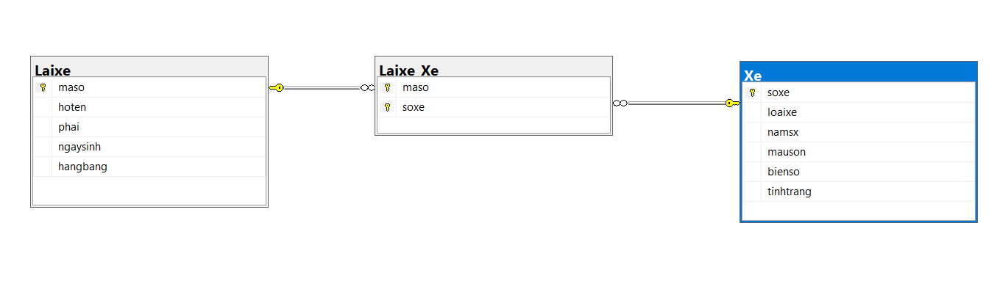 Laixe
maso
hoten
phai
ngaysinh
hangbang
Laixe_Xe
maso
soxe
Xe
soxe
loaixe
namsx
mauson
bienso
tinhtrang